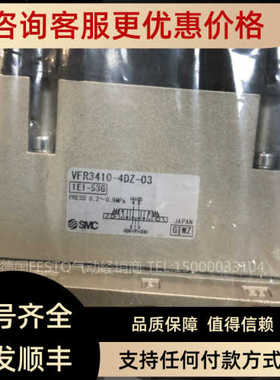 咨询客服更优惠价格
VFR3410-4DZ-03
PRESS 0.2~0.9MPa
SMC
JAPAN
号齐全
品质保障 值得信赖
发顺丰
支持任何付款方式